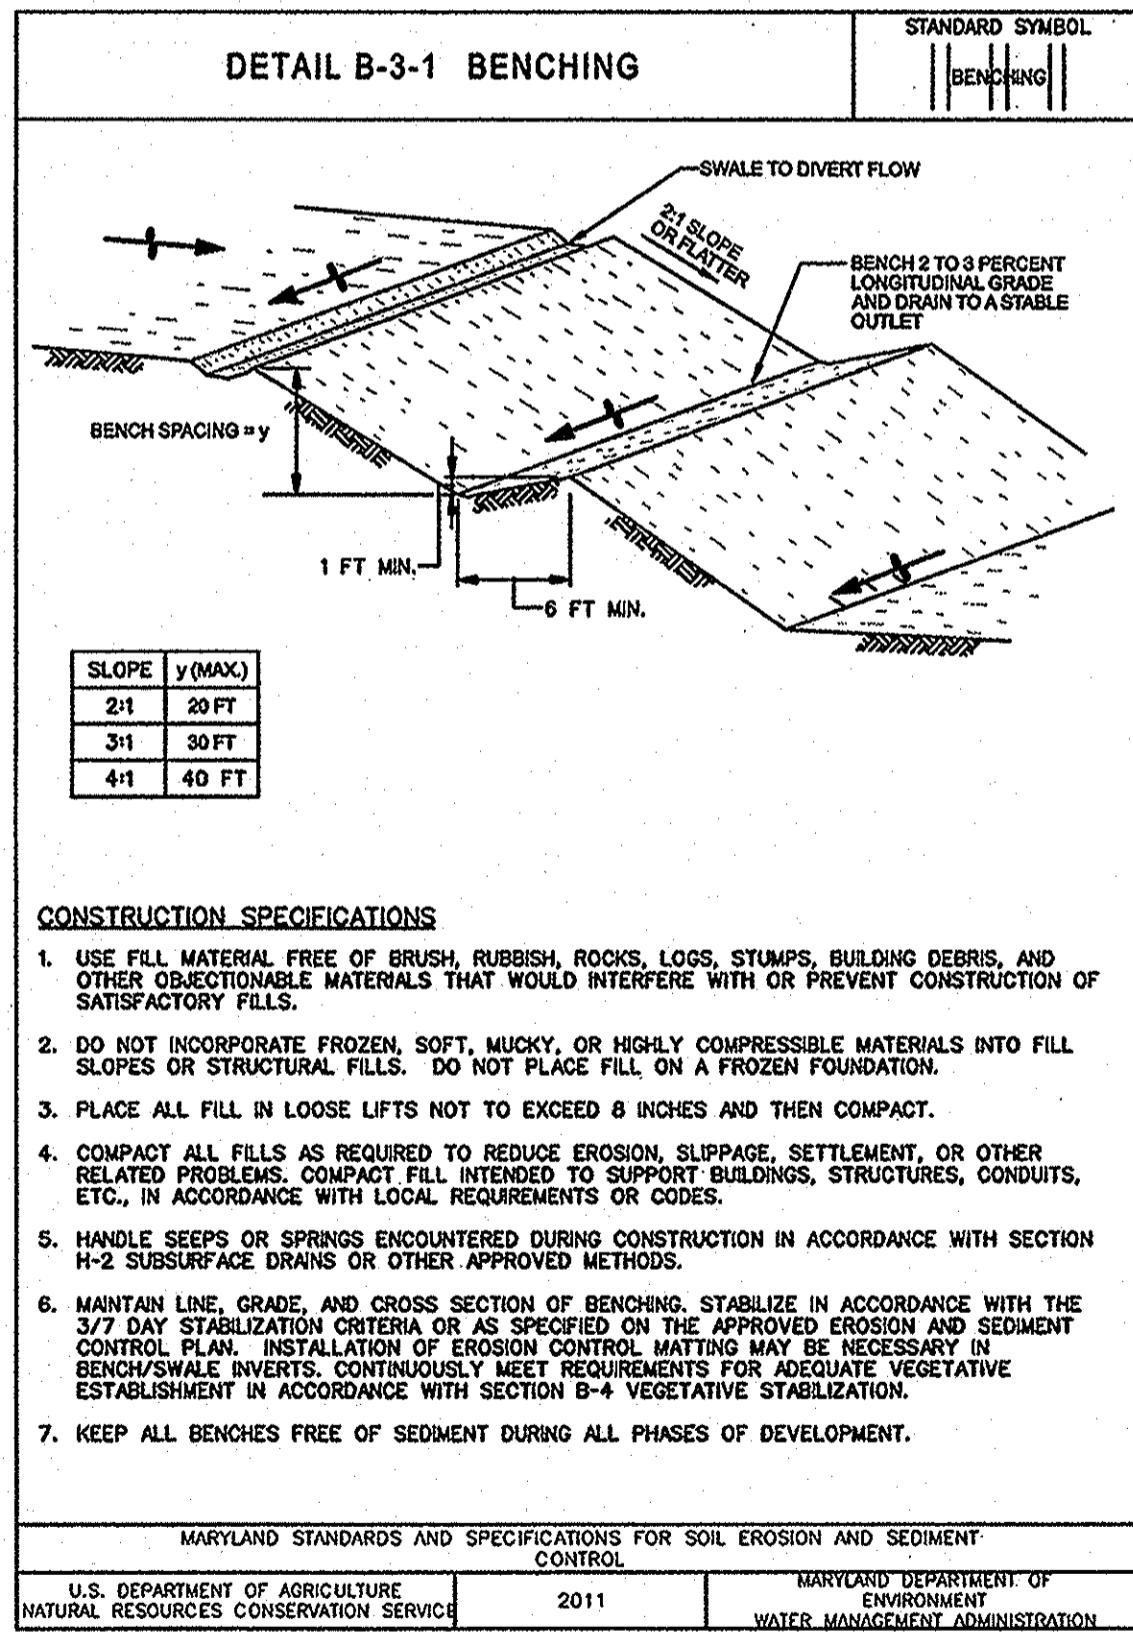 DETAIL B-3-1 BENCHING
STANDARD SYMBOL
BENCHING
SWALE TO DIVERT FLOW
2:1 SLOPE
OR FLATTER
BENCH 2 TO 3 PERCENT
LONGITUDINAL GRADE
AND DRAIN TO A STABLE
OUTLET
BENCH SPACING = y
1 FT MIN.
6 FT MIN.
SLOPE y (MAX.)
2:1 20 FT
3:1 30 FT
4:1 40 FT
CONSTRUCTION SPECIFICATIONS
1. USE FILL MATERIAL FREE OF BRUSH, RUBBISH, ROCKS, LOGS, STUMPS, BUILDING DEBRIS, AND
OTHER OBJECTIONABLE MATERIALS THAT WOULD INTERFERE WITH OR PREVENT CONSTRUCTION OF
SATISFACTORY FILLS.
2. DO NOT INCORPORATE FROZEN, SOFT, MUCKY, OR HIGHLY COMPRESSIBLE MATERIALS INTO FILL
SLOPES OR STRUCTURAL FILLS. DO NOT PLACE FILL ON A FROZEN FOUNDATION.
3. PLACE ALL FILL IN LOOSE LIFTS NOT TO EXCEED 8 INCHES AND THEN COMPACT.
4. COMPACT ALL FILLS AS REQUIRED TO REDUCE EROSION, SLIPPAGE, SETTLEMENT, OR OTHER
RELATED PROBLEMS. COMPACT FILL INTENDED TO SUPPORT BUILDINGS, STRUCTURES, CONDUITS,
ETC., IN ACCORDANCE WITH LOCAL REQUIREMENTS OR CODES.
5. HANDLE SEEPS OR SPRINGS ENCOUNTERED DURING CONSTRUCTION IN ACCORDANCE WITH SECTION
H-2 SUBSURFACE DRAINS OR OTHER APPROVED METHODS.
6. MAINTAIN LINE, GRADE, AND CROSS SECTION OF BENCHING. STABILIZE IN ACCORDANCE WITH THE
3/7 DAY STABILIZATION CRITERIA OR AS SPECIFIED ON THE APPROVED EROSION AND SEDIMENT
CONTROL PLAN. INSTALLATION OF EROSION CONTROL MATTING MAY BE NECESSARY IN
BENCH/SWALE INVERTS. CONTINUOUSLY MEET REQUIREMENTS FOR ADEQUATE VEGETATIVE
ESTABLISHMENT IN ACCORDANCE WITH SECTION B-4 VEGETATIVE STABILIZATION.
7. KEEP ALL BENCHES FREE OF SEDIMENT DURING ALL PHASES OF DEVELOPMENT.
MARYLAND STANDARDS AND SPECIFICATIONS FOR SOIL EROSION AND SEDIMENT
CONTROL
U.S. DEPARTMENT OF AGRICULTURE
NATURAL RESOURCES CONSERVATION SERVICE
2011
MARYLAND DEPARTMENT OF
ENVIRONMENT
WATER MANAGEMENT ADMINISTRATION